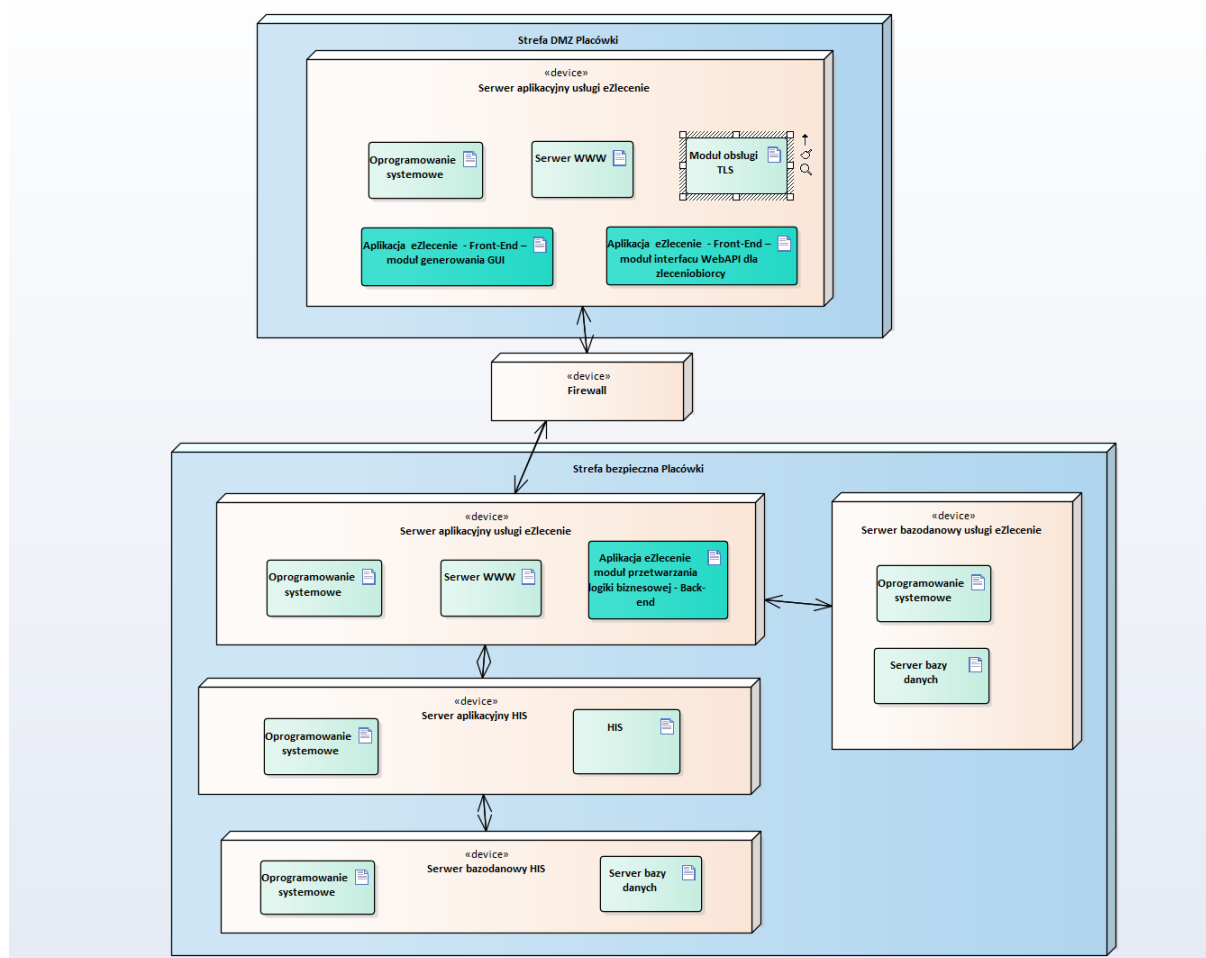 Strefa DMZ Placówki
«device»
Serwer aplikacyjny usługi eZlecenie
Oprogramowanie
systemowe
Serwer WWW
Moduł obsługi
TLS
Aplikacja eZlecenie - Front-End –
moduł generowania GUI
Aplikacja eZlecenie - Front-End –
moduł interfacu WebAPI dla
zleceniobiorcy
«device»
Firewall
Strefa bezpieczna Placówki
«device»
Serwer aplikacyjny usługi eZlecenie
Oprogramowanie
systemowe
Serwer WWW
Aplikacja eZlecenie
moduł przetwarzania
logiki biznesowej - Back-
end
«device»
Serwer bazodanowy usługi eZlecenie
Oprogramowanie
systemowe
Server bazy
danych
«device»
Server aplikacyjny HIS
Oprogramowanie
systemowe
HIS
«device»
Serwer bazodanowy HIS
Oprogramowanie
systemowe
Server bazy
danych